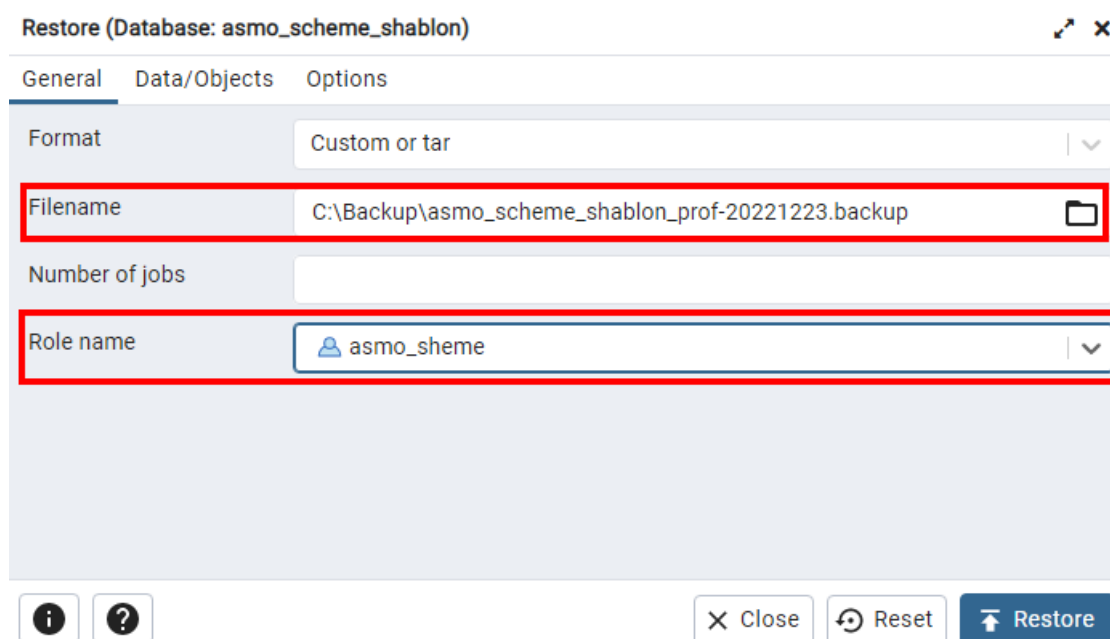 Restore (Database: asmo_scheme_shablon)
General Data/Objects Options
Format Custom or tar
Filename C:\Backup\asmo_scheme_shablon_prof-20221223.backup
Number of jobs
Role name asmo_sheme
Close Reset Restore